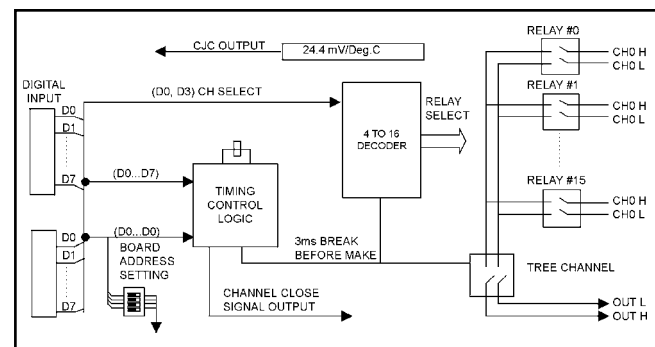 CJC OUTPUT
24.4 mV/Deg.C
RELAY #0
CH0 H
CH0 L
DIGITAL
INPUT
D0
D1
D7
(D0, D3) CH SELECT
4 TO 16
DECODER
RELAY
SELECT
RELAY #1
CH0 H
CH0 L
(D0...D7)
TIMING
CONTROL
LOGIC
RELAY #15
CH0 H
CH0 L
D0
D1
D7
(D0...D0)
BOARD
ADDRESS
SETTING
3ms BREAK
BEFORE MAKE
TREE CHANNEL
CHANNEL CLOSE
SIGNAL OUTPUT
OUT L
OUT H